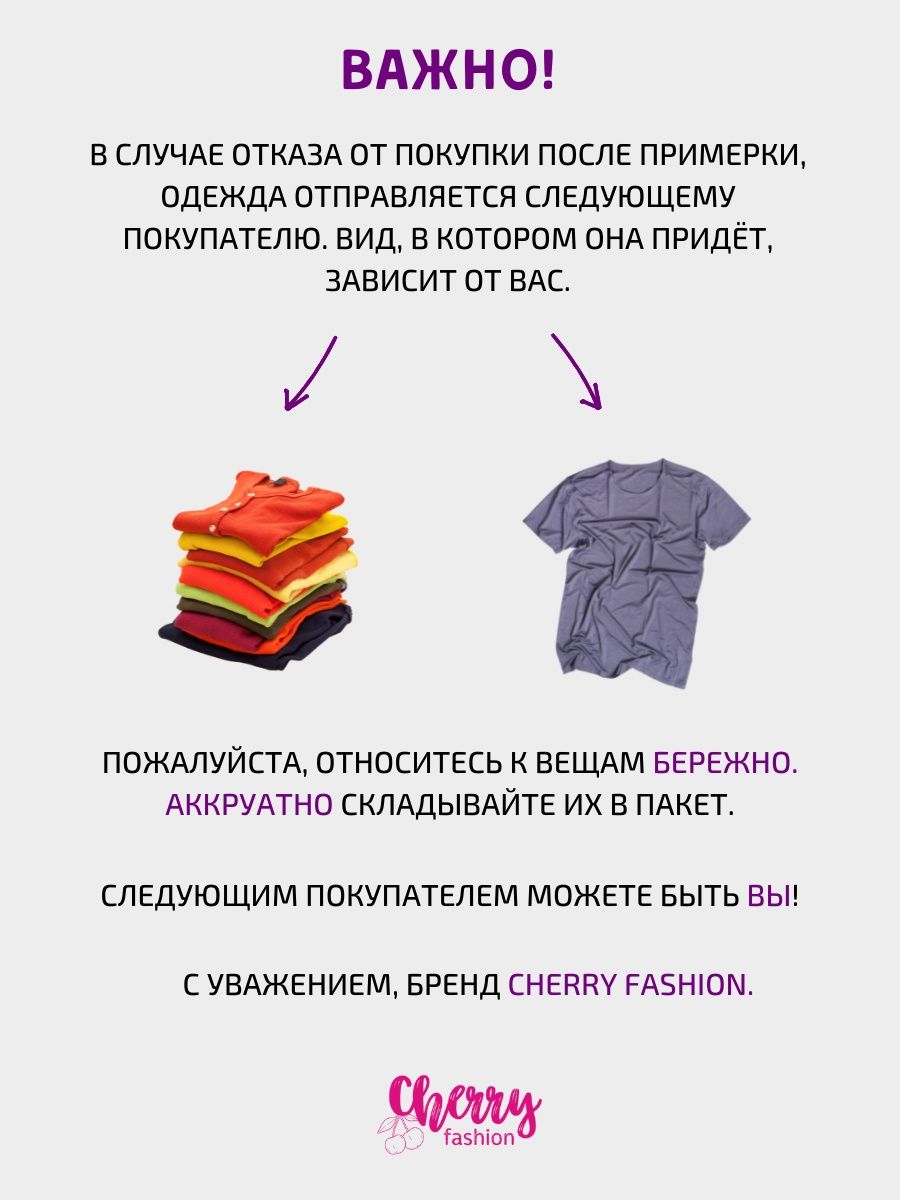 ВАЖНО!
В СЛУЧАЕ ОТКАЗА ОТ ПОКУПКИ ПОСЛЕ ПРИМЕРКИ,
ОДЕЖДА ОТПРАВЛЯЕТСЯ СЛЕДУЮЩЕМУ
ПОКУПАТЕЛЮ. ВИД, В КОТОРОМ ОНА ПРИДЁТ,
ЗАВИСИТ ОТ ВАС.
ПОЖАЛУЙСТА, ОТНОСИТЕСЬ К ВЕЩАМ БЕРЕЖНО.
АККРУАТНО СКЛАДЫВАЙТЕ ИХ В ПАКЕТ.
СЛЕДУЮЩИМ ПОКУПАТЕЛЕМ МОЖЕТЕ БЫТЬ ВЫ!
С УВАЖЕНИЕМ, БРЕНД CHERRY FASHION.
Cherry
fashion